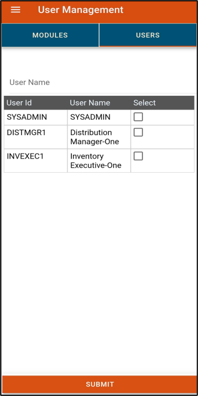 User Management
MODULES
USERS
User Name
User Id User Name Select
SYSADMIN SYSADMIN
DISTMGR1 Distribution
Manager-One
INVEXEC1 Inventory
Executive-One
SUBMIT